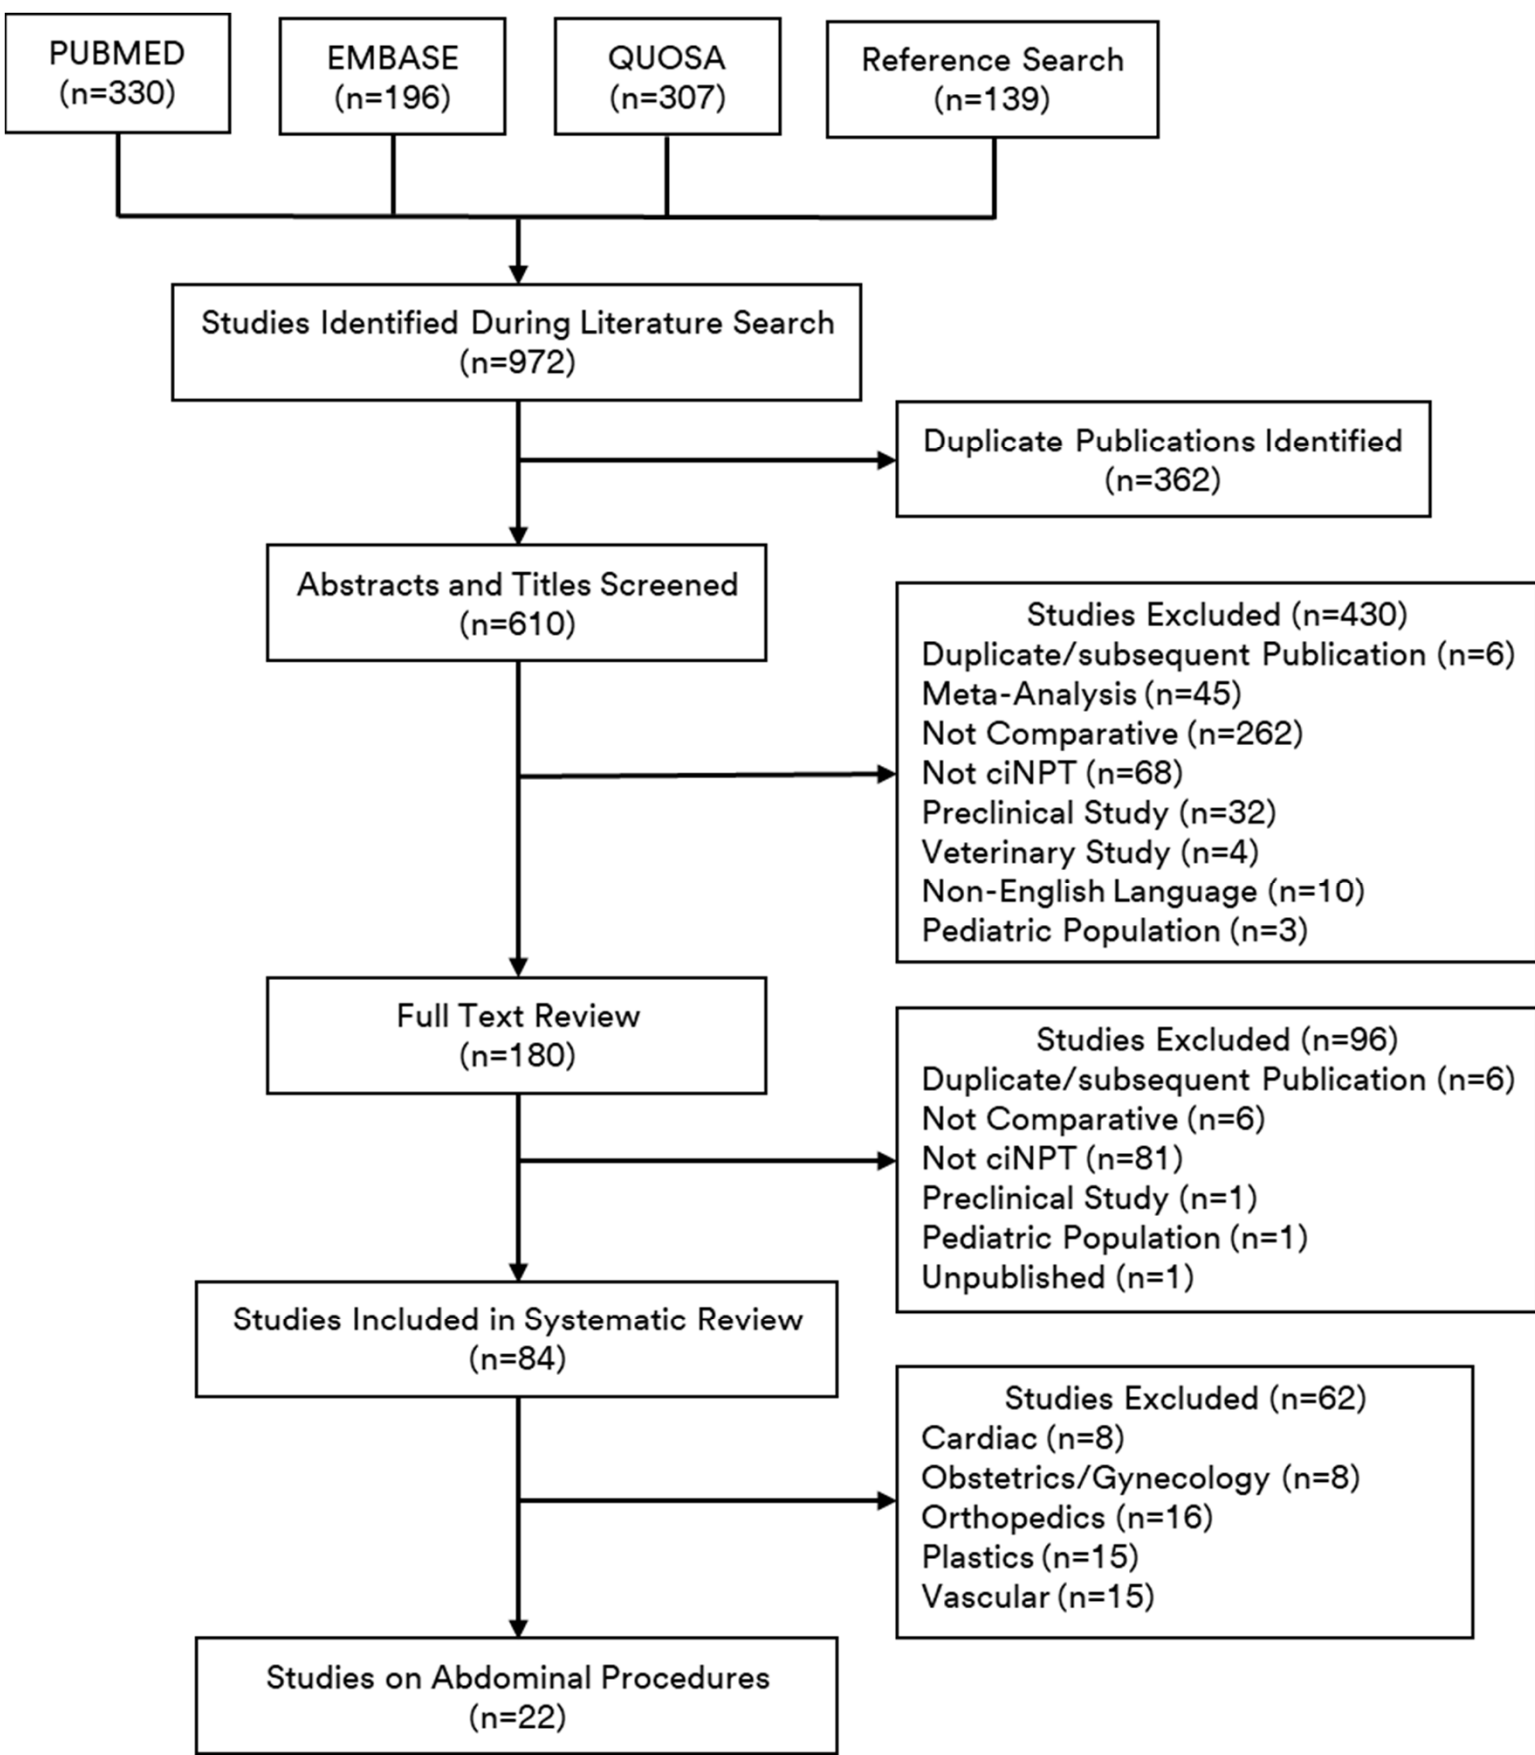 PUBMED
(n=330)
EMBASE
(n=196)
QUOSA
(n=307)
Reference Search
(n=139)
Studies Identified During Literature Search
(n=972)
Duplicate Publications Identified
(n=362)
Abstracts and Titles Screened
(n=610)
Studies Excluded (n=430)
Duplicate/subsequent Publication (n=6)
Meta-Analysis (n=45)
Not Comparative (n=262)
Not ciNPT (n=68)
Preclinical Study (n=32)
Veterinary Study (n=4)
Non-English Language (n=10)
Pediatric Population (n=3)
Full Text Review
(n=180)
Studies Excluded (n=96)
Duplicate/subsequent Publication (n=6)
Not Comparative (n=6)
Not ciNPT (n=81)
Preclinical Study (n=1)
Pediatric Population (n=1)
Unpublished (n=1)
Studies Included in Systematic Review
(n=84)
Studies Excluded (n=62)
Cardiac (n=8)
Obstetrics/Gynecology (n=8)
Orthopedics (n=16)
Plastics (n=15)
Vascular (n=15)
Studies on Abdominal Procedures
(n=22)